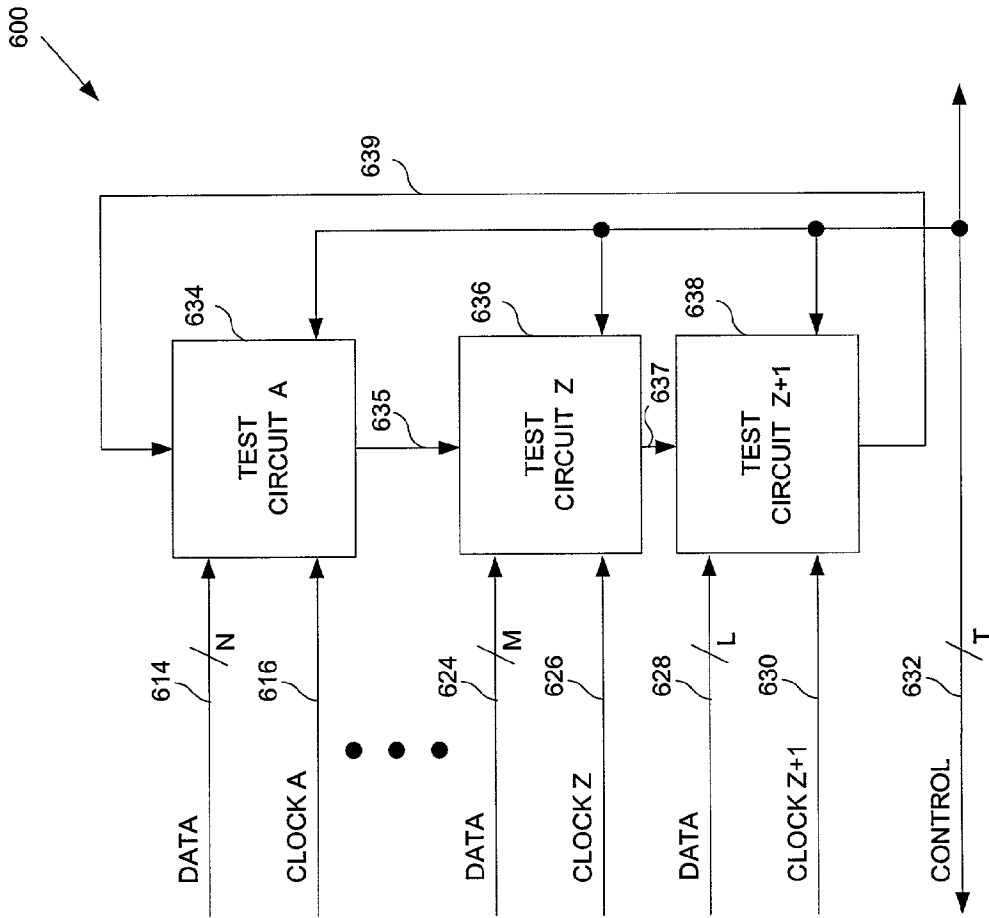 600
639
634
TEST
CIRCUIT A
635
636
TEST
CIRCUIT Z
637
638
TEST
CIRCUIT Z+1
614
N
DATA
616
CLOCK A
624
M
DATA
626
CLOCK Z
628
L
DATA
630
CLOCK Z+1
632
T
CONTROL